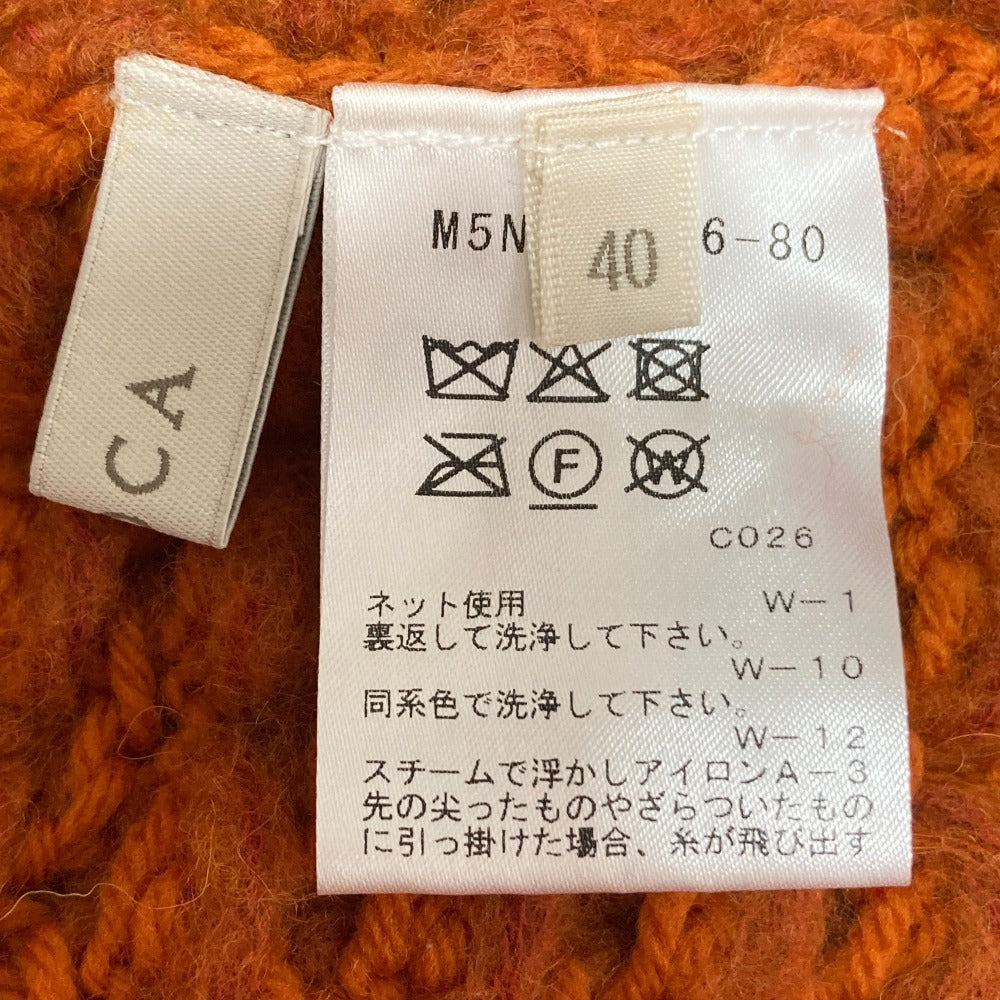 CA
M5N 6-80
40
F
W
C026
ネット使用 W-1
裏返して洗浄して下さい。
W-10
同系色で洗浄して下さい。
W-12
スチームで浮かしアイロンA-3
先の尖ったものやざらついたもの
に引っ掛けた場合、糸が飛び出す